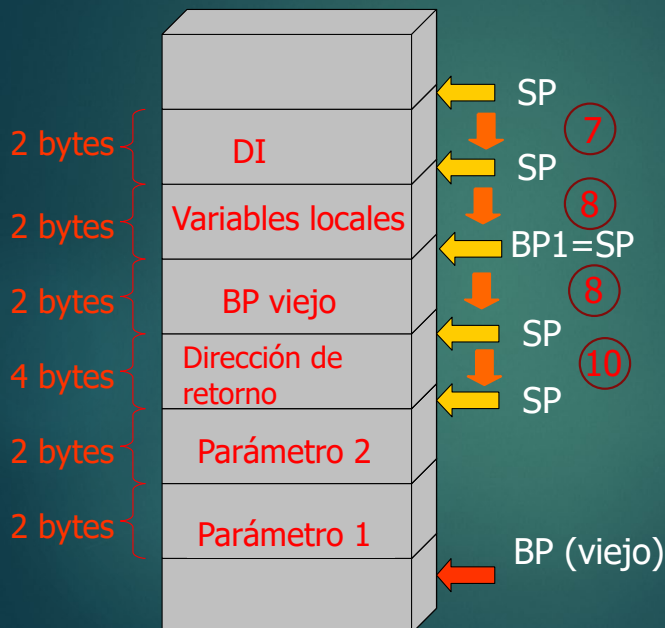 SP
7
2 bytes
DI
SP
8
2 bytes
Variables locales
BP1=SP
8
2 bytes
BP viejo
SP
10
4 bytes
Dirección de
retorno
SP
2 bytes
Parámetro 2
2 bytes
Parámetro 1
BP (viejo)